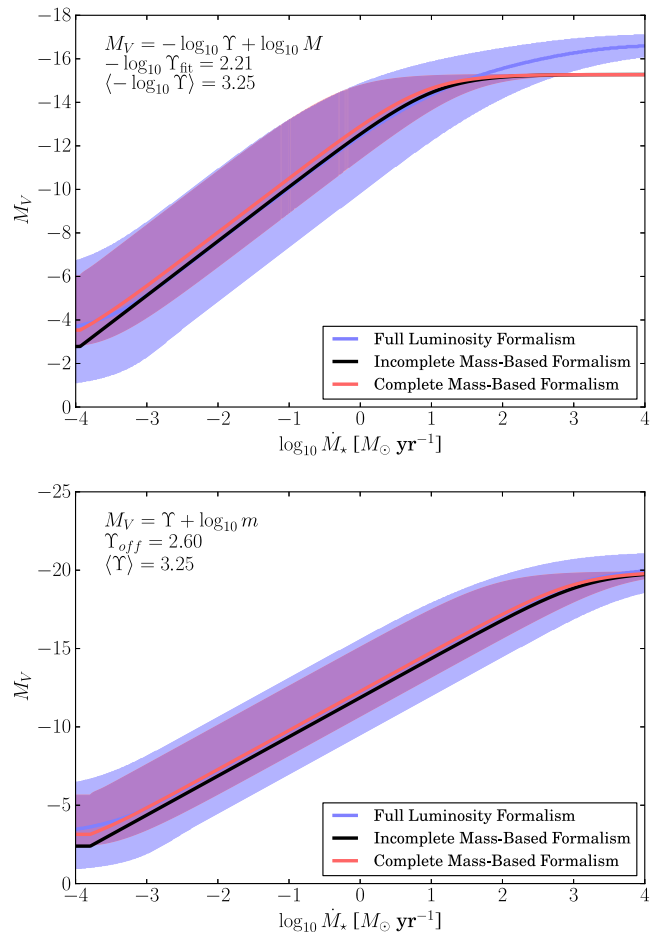 −18
−16
−14
−12
−10
−8
−6
−4
−2
0
M_V
M_V = −log₁₀ Υ + log₁₀ M
−log₁₀ Υ_fit = 2.21
⟨−log₁₀ Υ⟩ = 3.25
Full Luminosity Formalism
Incomplete Mass-Based Formalism
Complete Mass-Based Formalism
−4 −3 −2 −1 0 1 2 3 4
log₁₀ Ṁ⋆ [M⊙ yr⁻¹]
−25
−20
−15
−10
−5
0
M_V
M_V = Υ + log₁₀ m
Υ_off = 2.60
⟨Υ⟩ = 3.25
Full Luminosity Formalism
Incomplete Mass-Based Formalism
Complete Mass-Based Formalism
−4 −3 −2 −1 0 1 2 3 4
log₁₀ Ṁ⋆ [M⊙ yr⁻¹]